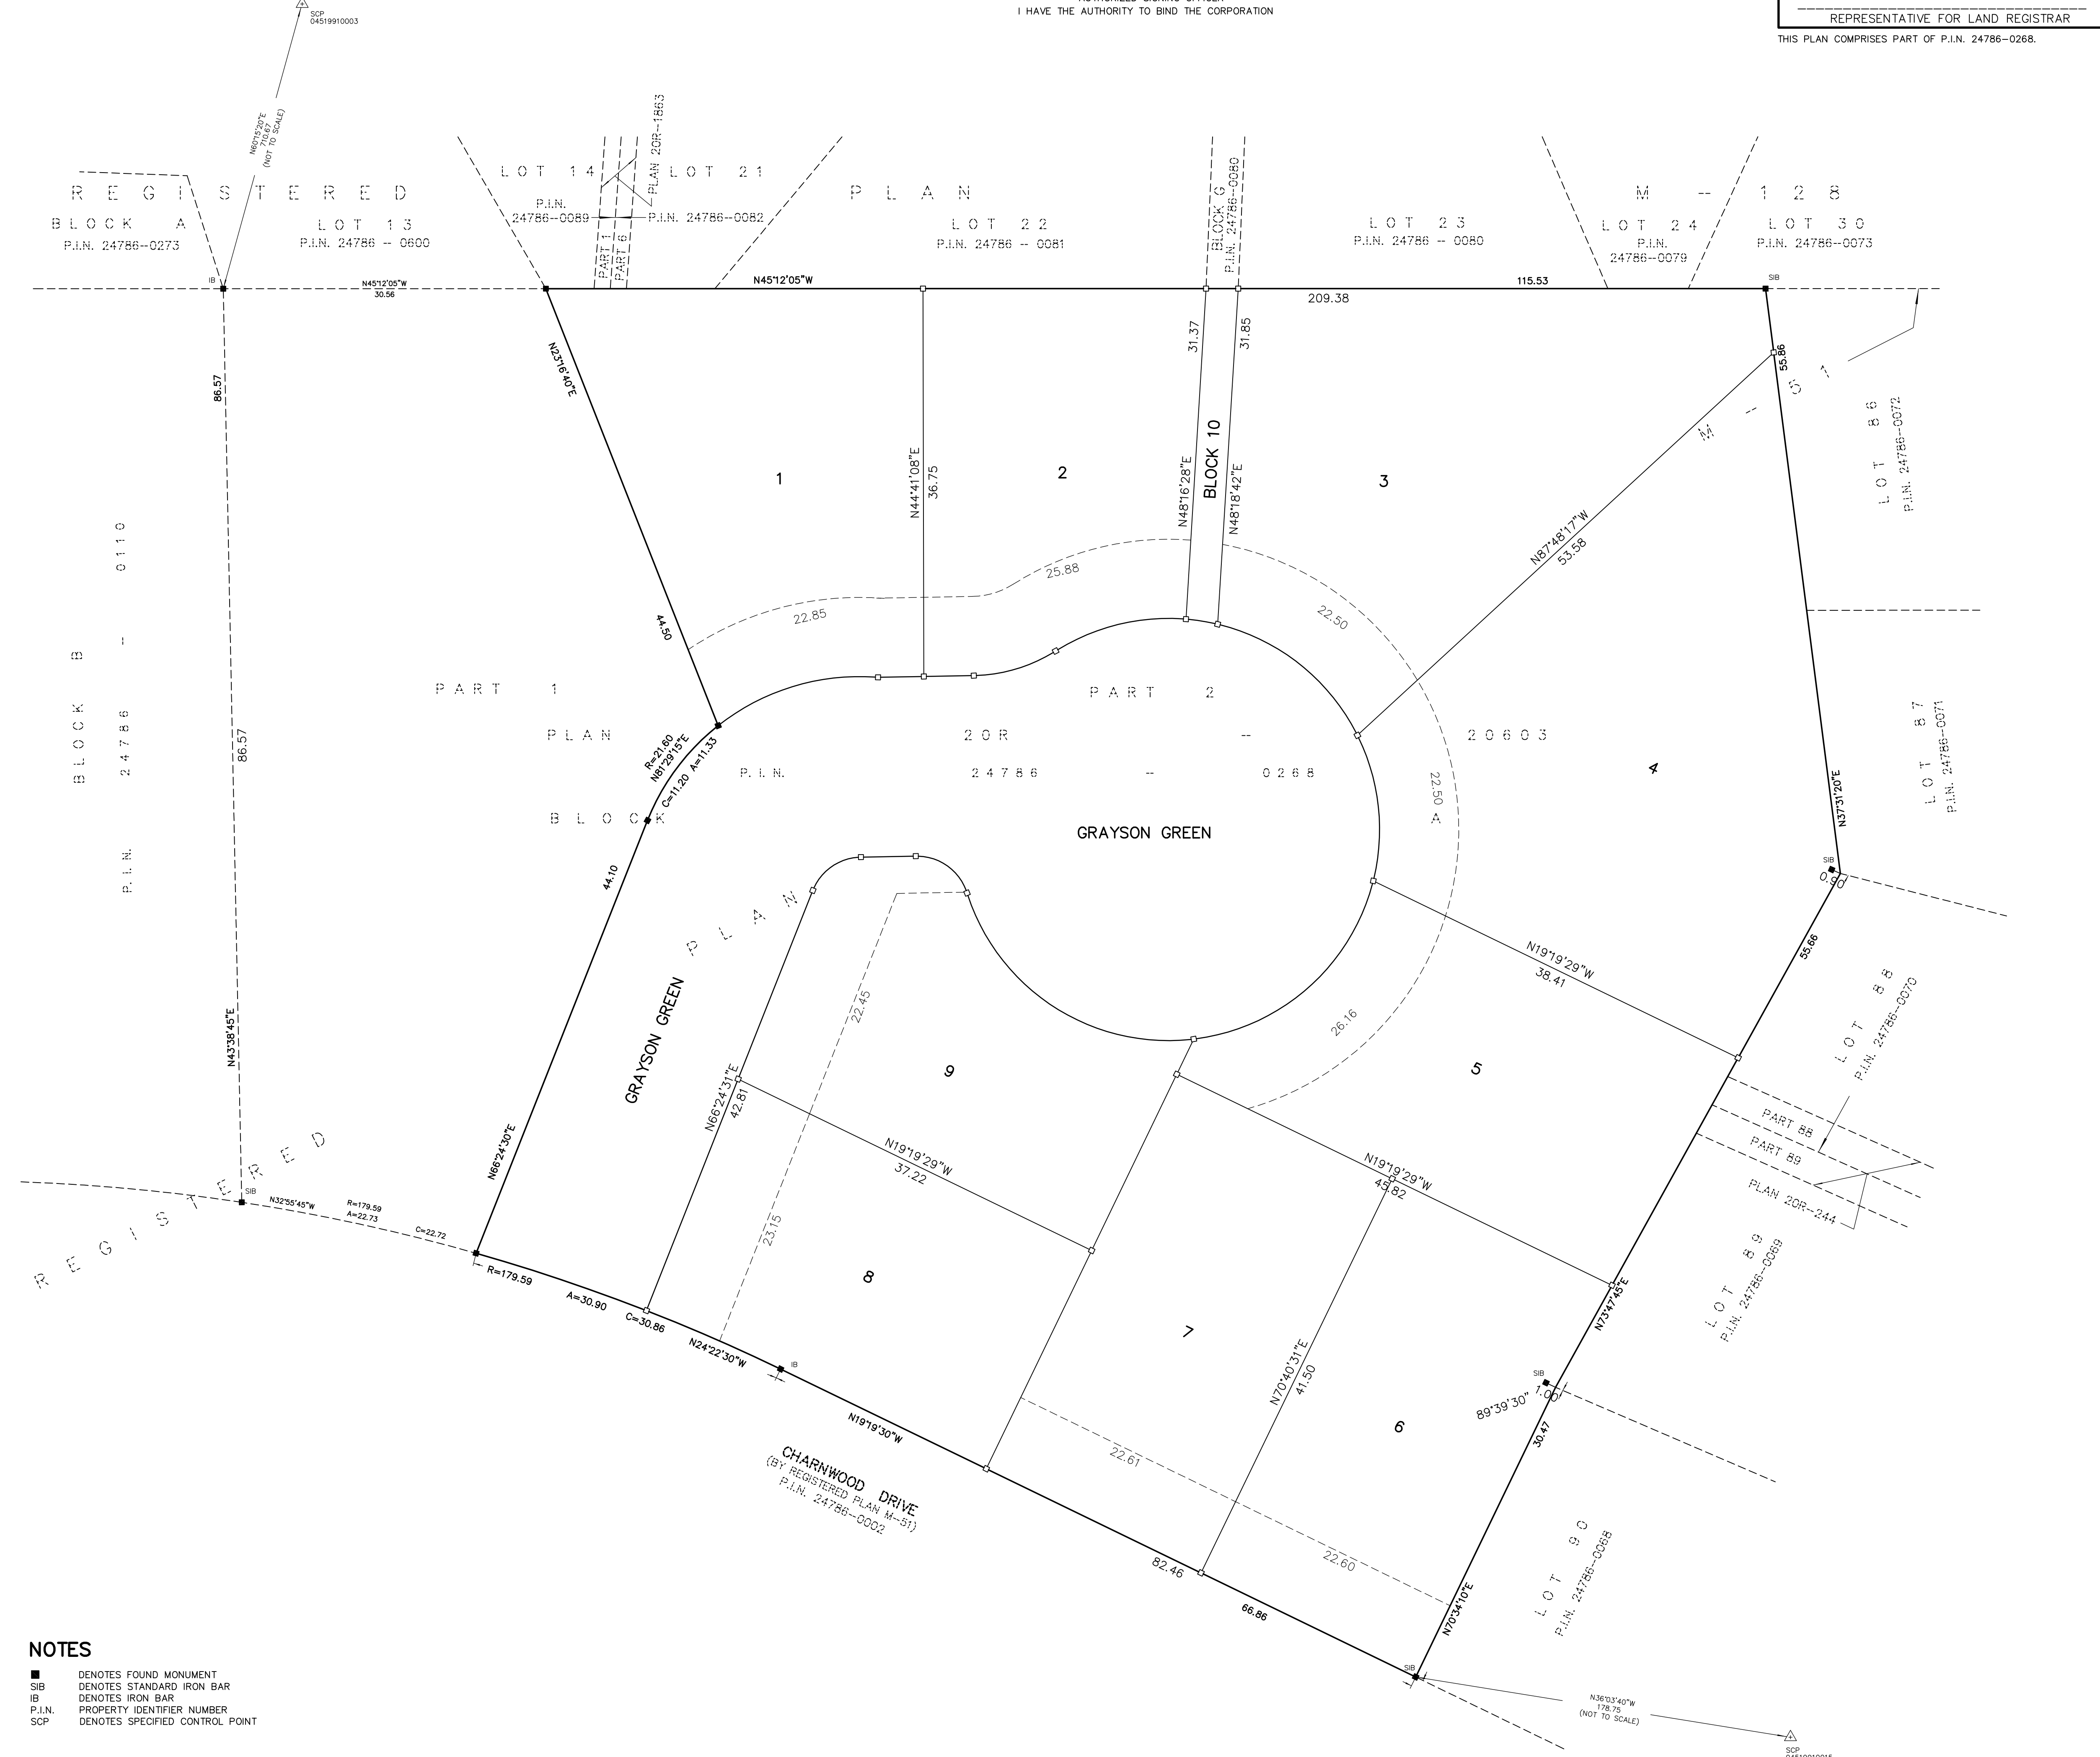 SCP
04519910003
I HAVE THE AUTHORITY TO BIND THE CORPORATION
REPRESENTATIVE FOR LAND REGISTRAR
THIS PLAN COMPRISES PART OF P.I.N. 24786-0268.
N60°15'20"E
710.67
(NOT TO SCALE)
REGISTERED PLAN M-128
BLOCK A
P.I.N. 24786-0273
LOT 13
P.I.N. 24786 - 0600
LOT 14
P.I.N.
24786-0089
PART 1
PART 6
PLAN 20R-1863
LOT 21
P.I.N. 24786-0082
LOT 22
P.I.N. 24786 - 0081
BLOCK G
P.I.N. 24786-0080
LOT 23
P.I.N. 24786 - 0080
LOT 24
P.I.N.
24786-0079
LOT 30
P.I.N. 24786-0073
IB
N45°12'05"W
30.56
N45°12'05"W
115.53
209.38
SIB
86.57
N23°16'40"E
44.50
1
N44°41'08"E
36.75
2
31.37
N48°16'28"E
BLOCK 10
31.85
N48°18'42"E
3
N87°48'17"W
53.58
55.86
M - 51
LOT 86
P.I.N. 24786-0072
BLOCK B
P.I.N. 24786 - 0110
86.57
N43°38'45"E
22.85
25.88
22.50
22.50
PART 1
PART 2
PLAN 20R - 20603
P.I.N. 24786 - 0268
BLOCK A
R=21.60
N81°29'15"E
C=11.20 A=11.33
GRAYSON GREEN
4
N37°31'20"E
LOT 87
P.I.N. 24786-0071
SIB
0.90
44.10
N66°24'30"E
GRAYSON GREEN
PLAN
22.45
N66°24'31"E
42.81
9
26.16
N19°19'29"W
38.41
55.66
LOT 88
P.I.N. 24786-0070
5
PART 88
PART 89
PLAN 20R-244
N19°19'29"W
37.22
N19°19'29"W
45.82
REGISTERED
SIB
N32°55'45"W
R=179.59
A=22.73
C=22.72
R=179.59
A=30.90
C=30.86
N24°22'30"W
23.15
8
IB
7
N70°40'31"E
41.50
N73°47'45"E
LOT 89
P.I.N. 24786-0069
SIB
1.00
89°39'30"
30.47
6
N19°19'30"W
CHARNWOOD DRIVE
(BY REGISTERED PLAN M-51)
P.I.N. 24786-0002
22.61
22.60
82.46
66.86
N70°34'10"E
LOT 90
P.I.N. 24786-0068
SIB
N36°03'40"W
178.75
(NOT TO SCALE)
SCP
NOTES
■ DENOTES FOUND MONUMENT
SIB DENOTES STANDARD IRON BAR
IB DENOTES IRON BAR
P.I.N. PROPERTY IDENTIFIER NUMBER
SCP DENOTES SPECIFIED CONTROL POINT